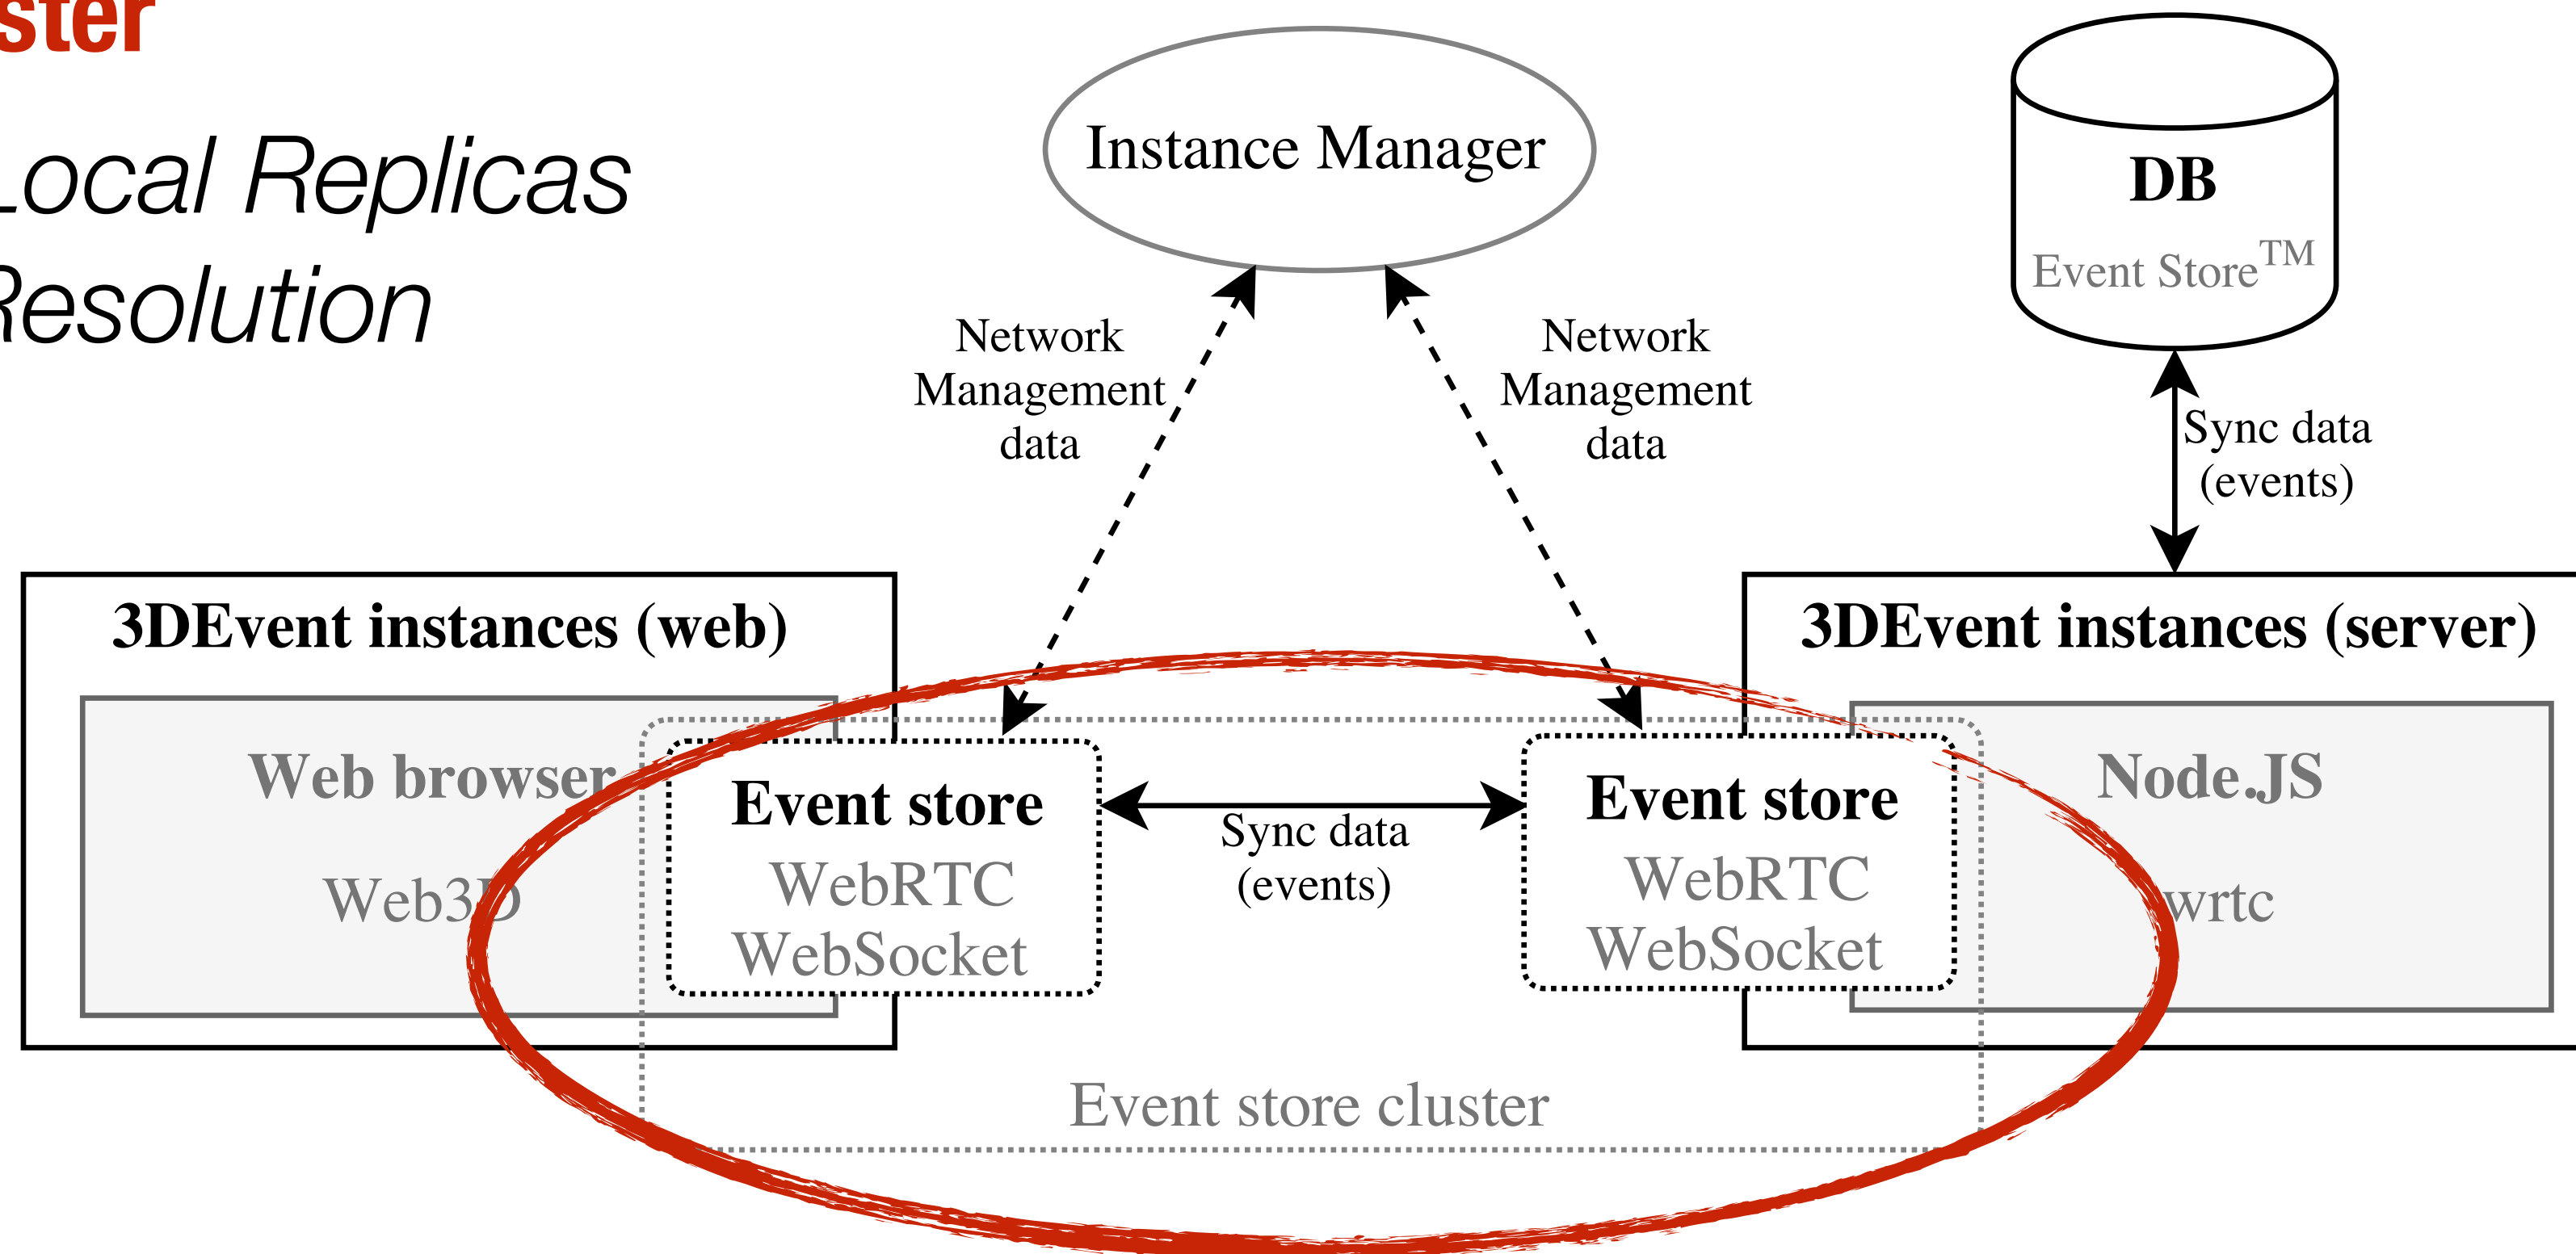 ster
Local Replicas
Resolution
Instance Manager
DB
Event Store™
Network
Management
data
Network
Management
data
Sync data
(events)
3DEvent instances (web)
3DEvent instances (server)
Web browser
Web3D
Event store
WebRTC
WebSocket
Sync data
(events)
Event store
WebRTC
WebSocket
Node.JS
wrtc
Event store cluster